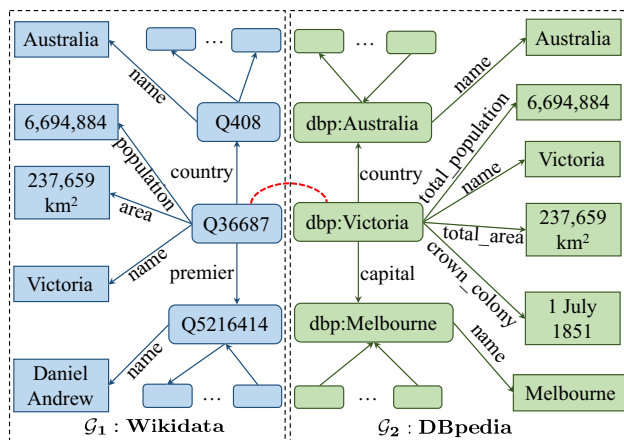 Australia
...
name
Q408
6,694,884
population
country
237,659
km²
area
Q36687
name
premier
Victoria
Q5216414
name
Daniel
Andrew
...
𝒢₁ : Wikidata
...
Australia
name
dbp:Australia
6,694,884
total_population
country
name
Victoria
dbp:Victoria
total_area
237,659
km²
capital
crown_colony
1 July
1851
dbp:Melbourne
name
...
Melbourne
𝒢₂ : DBpedia